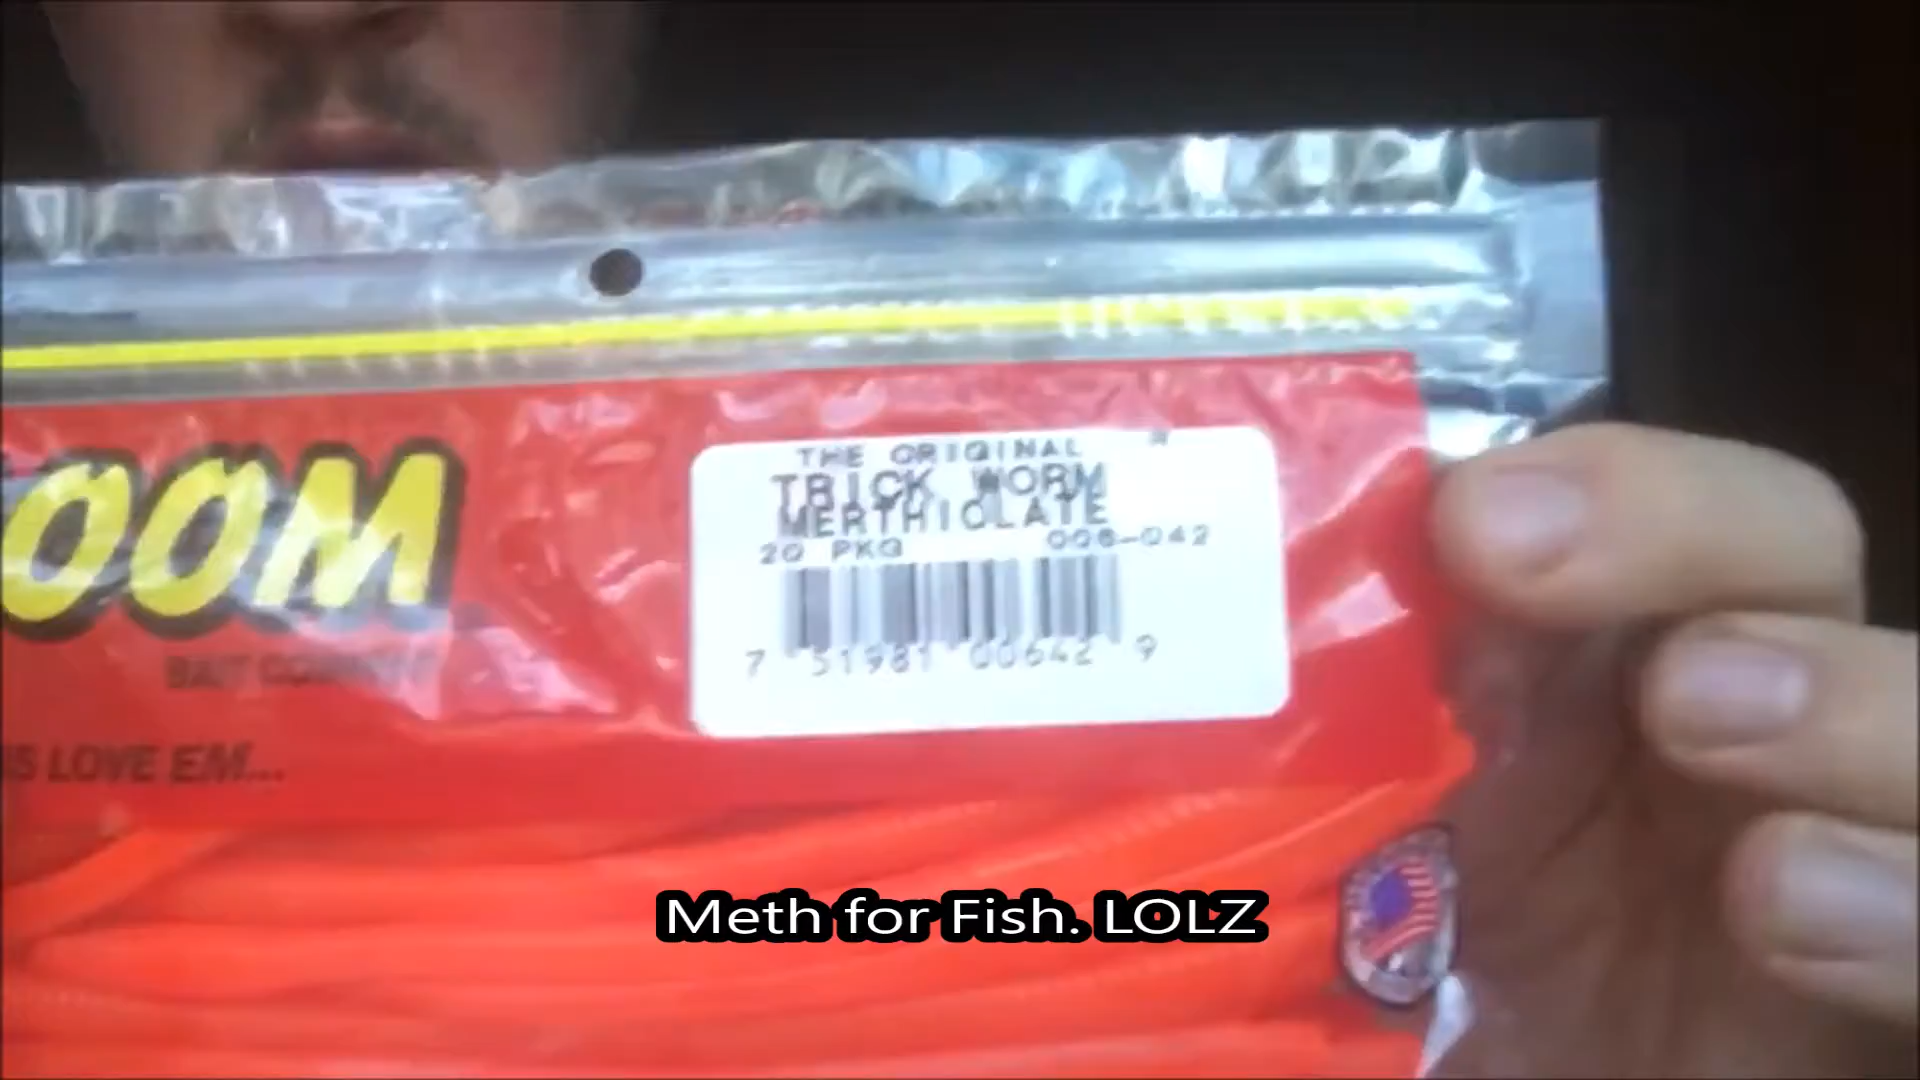 OOM
BAIT COMPANY
S LOVE EM...
THE ORIGINAL
TRICK WORM
MERTHIOLATE
20 PKG 006-042
7 51981 00642 9
Meth for Fish. LOLZ